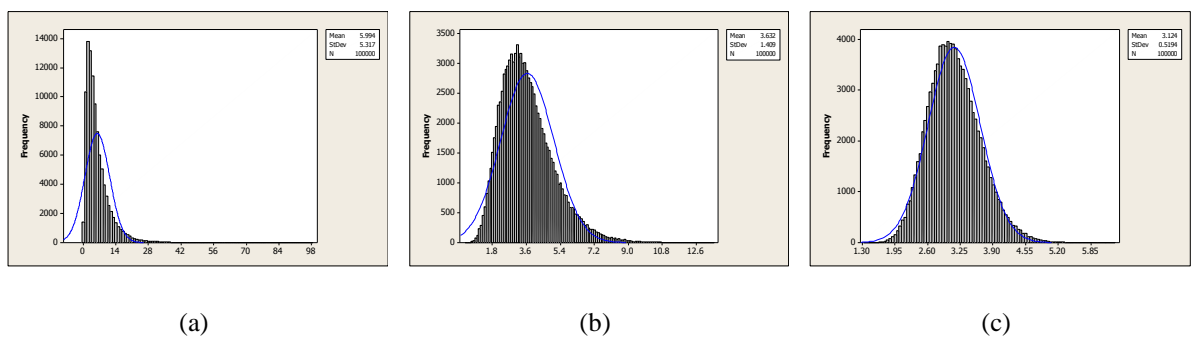 Mean 5.994
StDev 5.317
N 100000
Frequency
14000
12000
10000
8000
6000
4000
2000
0
0 14 28 42 56 70 84 98
(a)
Mean 3.632
StDev 1.409
N 100000
Frequency
3500
3000
2500
2000
1500
1000
500
0
1.8 3.6 5.4 7.2 9.0 10.8 12.6
(b)
Mean 3.124
StDev 0.5194
N 100000
Frequency
4000
3000
2000
1000
0
1.30 1.95 2.60 3.25 3.90 4.55 5.20 5.85
(c)